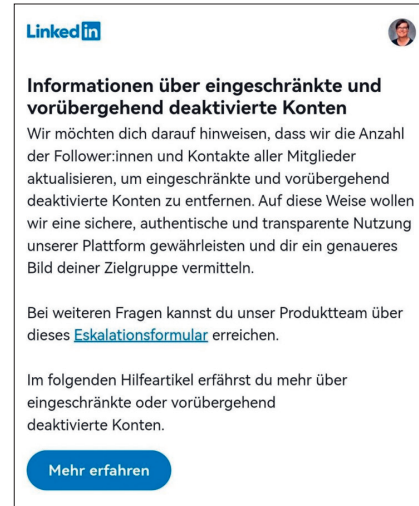 Linked in
Informationen über eingeschränkte und
vorübergehend deaktivierte Konten
Wir möchten dich darauf hinweisen, dass wir die Anzahl
der Follower:innen und Kontakte aller Mitglieder
aktualisieren, um eingeschränkte und vorübergehend
deaktivierte Konten zu entfernen. Auf diese Weise wollen
wir eine sichere, authentische und transparente Nutzung
unserer Plattform gewährleisten und dir ein genaueres
Bild deiner Zielgruppe vermitteln.
Bei weiteren Fragen kannst du unser Produktteam über
dieses Eskalationsformular erreichen.
Im folgenden Hilfeartikel erfährst du mehr über
eingeschränkte oder vorübergehend
deaktivierte Konten.
Mehr erfahren